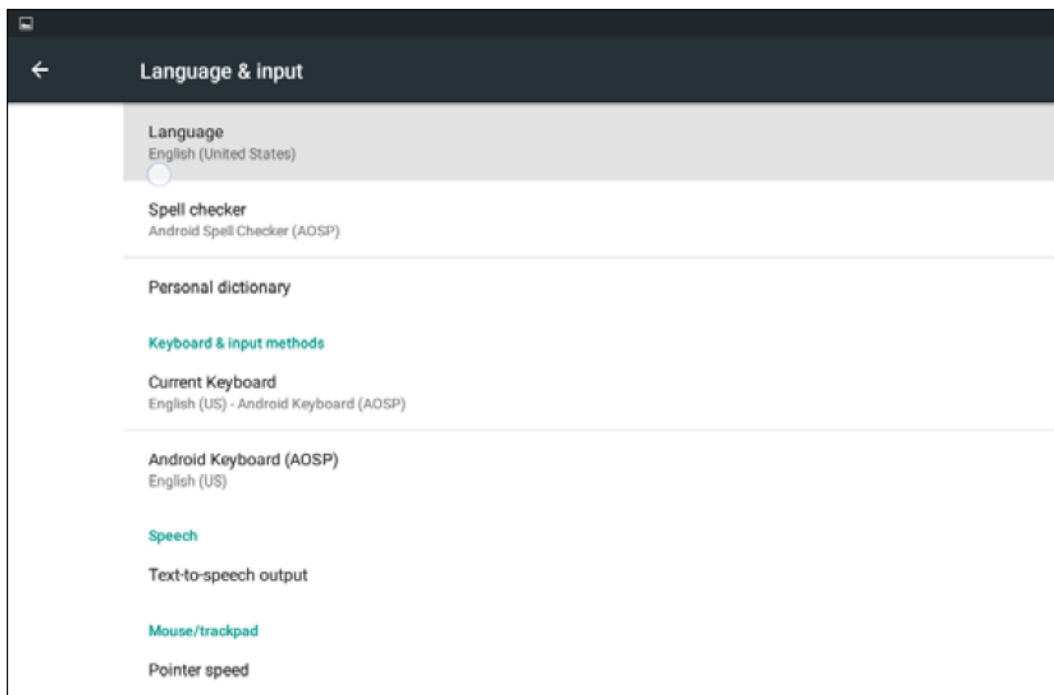 Language & input
Language
English (United States)
Spell checker
Android Spell Checker (AOSP)
Personal dictionary
Keyboard & input methods
Current Keyboard
English (US) - Android Keyboard (AOSP)
Android Keyboard (AOSP)
English (US)
Speech
Text-to-speech output
Mouse/trackpad
Pointer speed